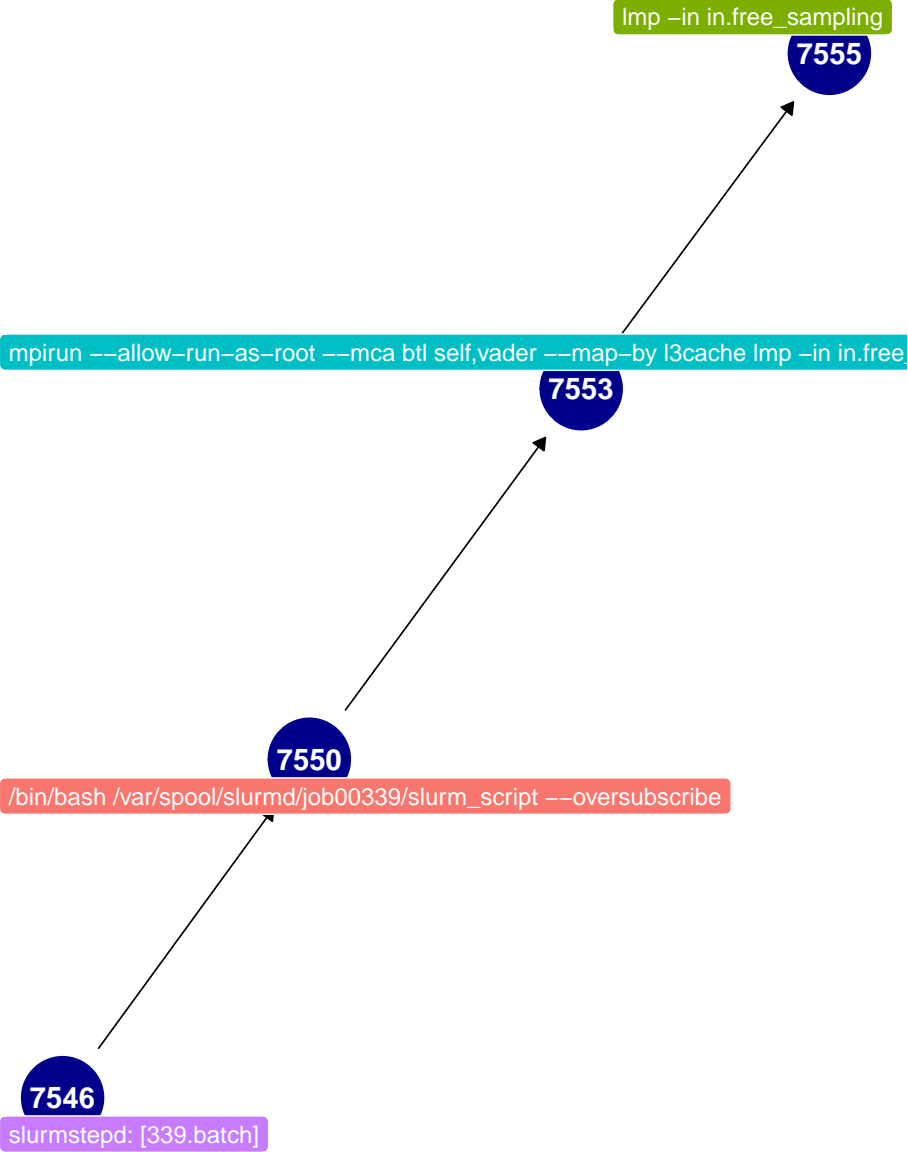 lmp −in in.free_sampling
7555
mpirun −−allow−run−as−root −−mca btl self,vader −−map−by l3cache lmp −in in.free_
7553
7550
/bin/bash /var/spool/slurmd/job00339/slurm_script −−oversubscribe
7546
slurmstepd: [339.batch]